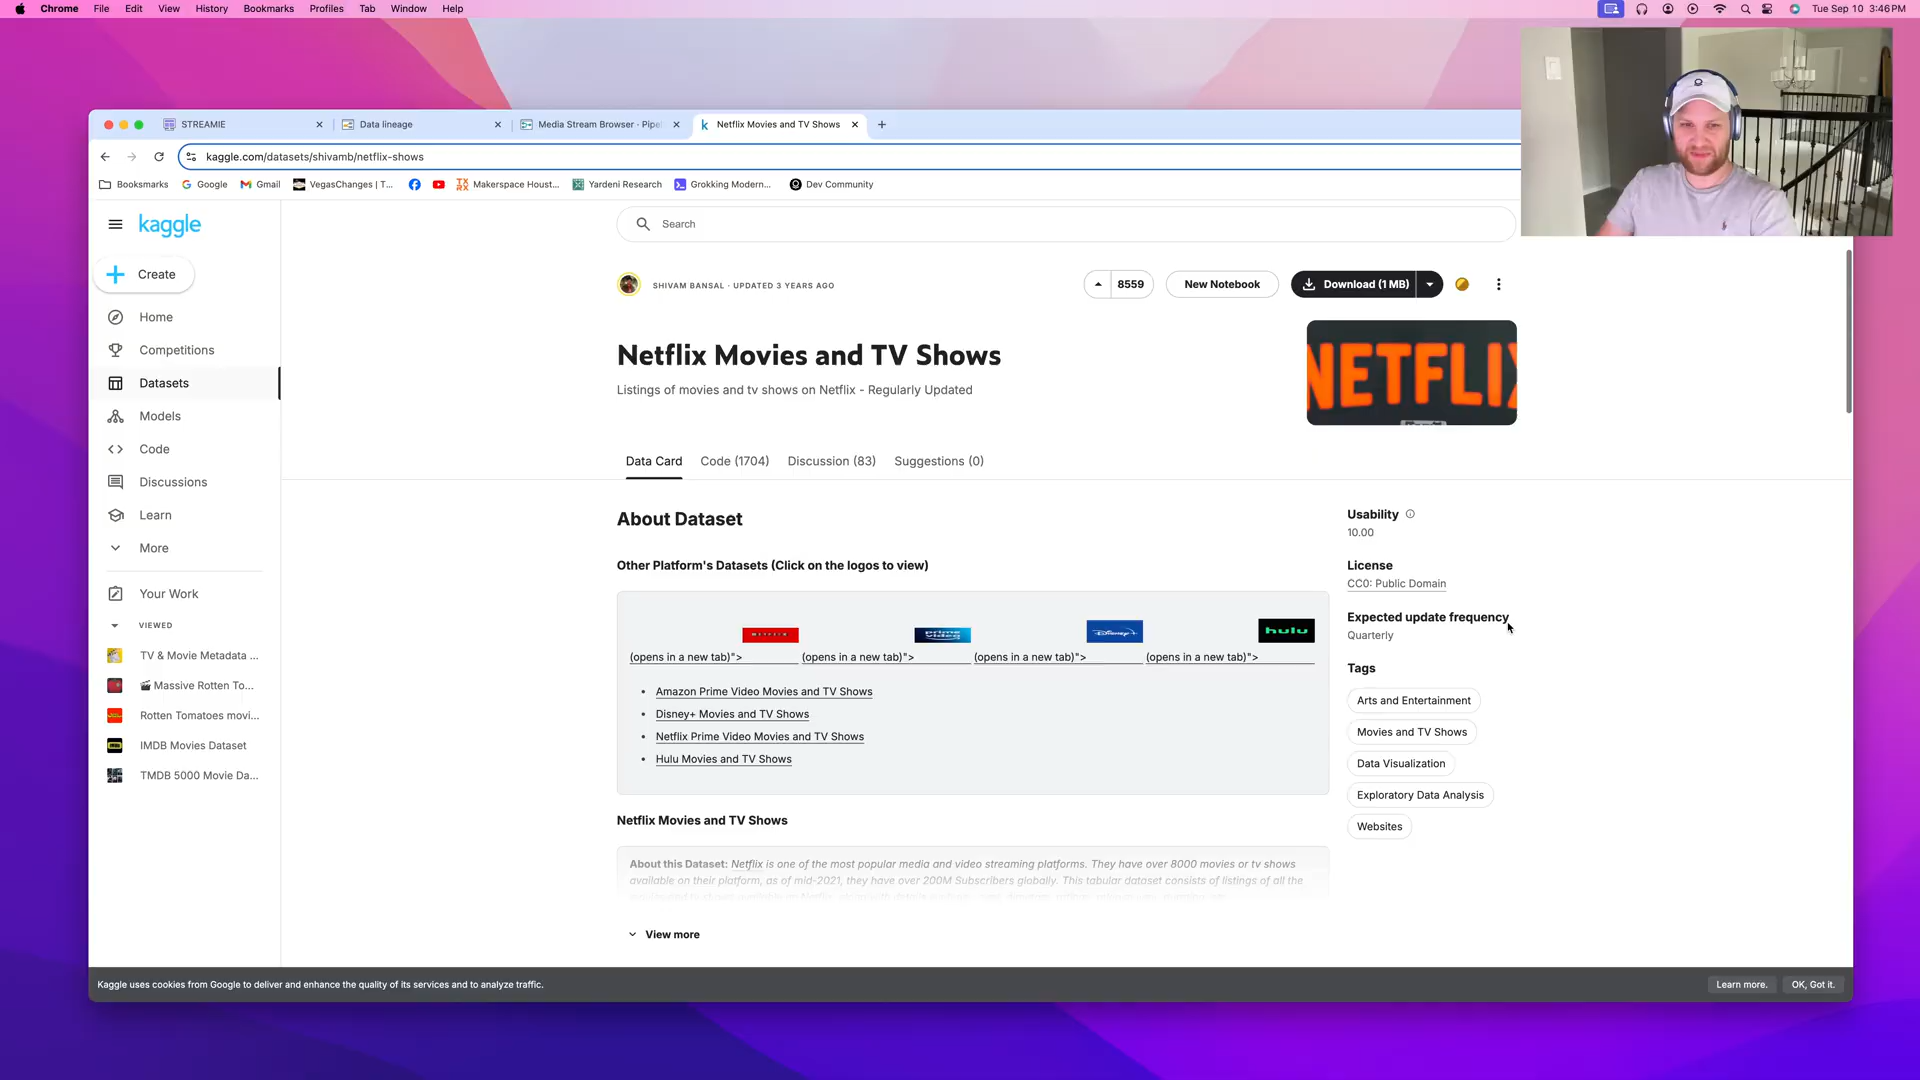 Chrome File Edit View History Bookmarks Profiles Tab Window Help
Tue Sep 10 3:46 PM
STREAMIE
Data lineage
Media Stream Browser · Pipe
Netflix Movies and TV Shows
kaggle.com/datasets/shivamb/netflix-shows
Bookmarks Google Gmail VegasChanges | T... Makerspace Houst... Yardeni Research Grokking Modern... Dev Community
kaggle
Search
Create
Home
Competitions
Datasets
Models
Code
Discussions
Learn
More
Your Work
VIEWED
TV & Movie Metadata ...
Massive Rotten To...
Rotten Tomatoes movi...
IMDB Movies Dataset
TMDB 5000 Movie Da...
SHIVAM BANSAL · UPDATED 3 YEARS AGO
8559
New Notebook
Download (1 MB)
Netflix Movies and TV Shows
Listings of movies and tv shows on Netflix - Regularly Updated
NETFLIX
Data Card Code (1704) Discussion (83) Suggestions (0)
About Dataset
Other Platform's Datasets (Click on the logos to view)
NETFLIX prime video Disney+ hulu
(opens in a new tab)"> (opens in a new tab)"> (opens in a new tab)"> (opens in a new tab)">
• Amazon Prime Video Movies and TV Shows
• Disney+ Movies and TV Shows
• Netflix Prime Video Movies and TV Shows
• Hulu Movies and TV Shows
Netflix Movies and TV Shows
About this Dataset: Netflix is one of the most popular media and video streaming platforms. They have over 8000 movies or tv shows
available on their platform, as of mid-2021, they have over 200M Subscribers globally. This tabular dataset consists of listings of all the
View more
Usability
10.00
License
CC0: Public Domain
Expected update frequency
Quarterly
Tags
Arts and Entertainment
Movies and TV Shows
Data Visualization
Exploratory Data Analysis
Websites
Kaggle uses cookies from Google to deliver and enhance the quality of its services and to analyze traffic.
Learn more.
OK, Got it.